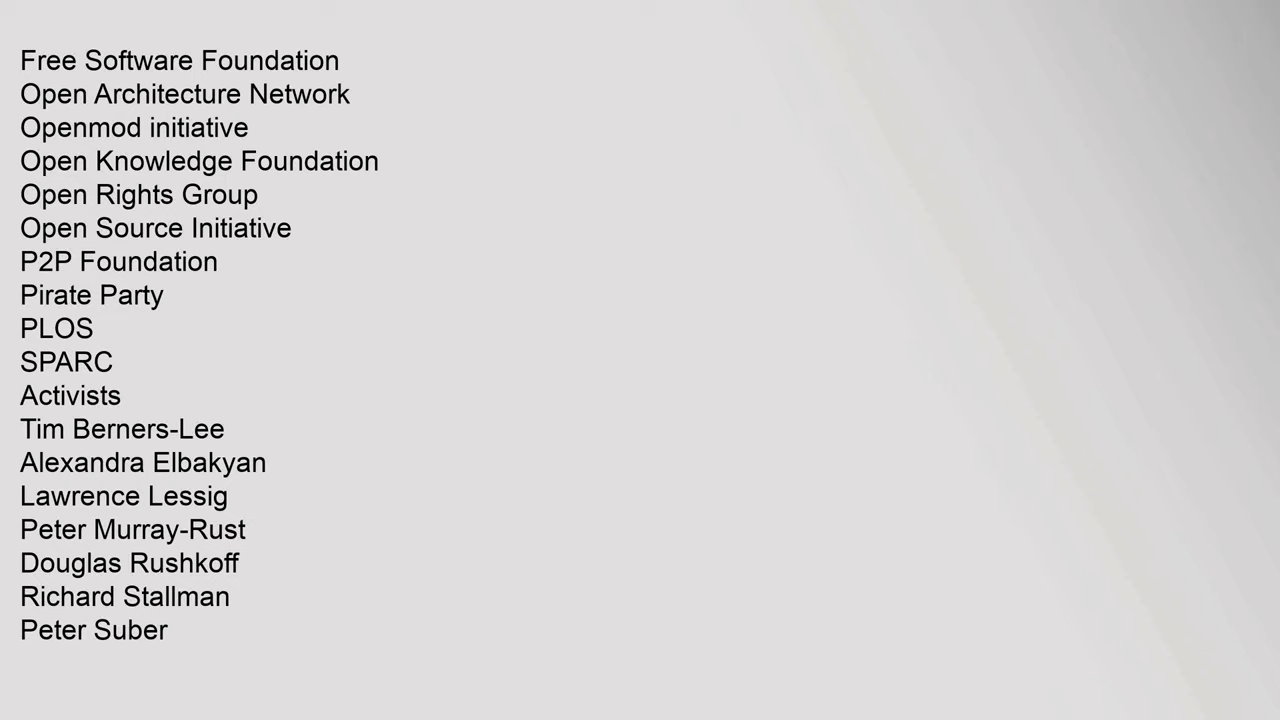 Free Software Foundation
Open Architecture Network
Openmod initiative
Open Knowledge Foundation
Open Rights Group
Open Source Initiative
P2P Foundation
Pirate Party
PLOS
SPARC
Activists
Tim Berners-Lee
Alexandra Elbakyan
Lawrence Lessig
Peter Murray-Rust
Douglas Rushkoff
Richard Stallman
Peter Suber